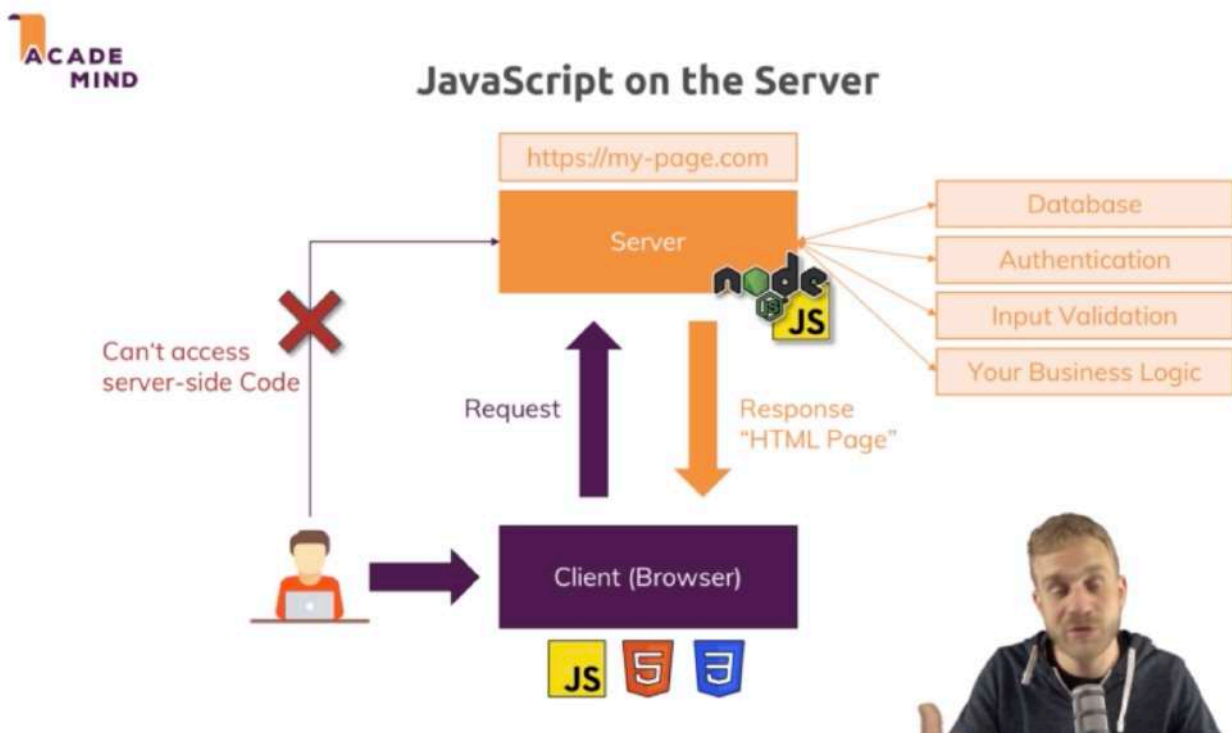 ACADE
MIND
JavaScript on the Server
https://my-page.com
Server
node
JS
JS
Database
Authentication
Input Validation
Your Business Logic
Can't access
server-side Code
Request
Response
"HTML Page"
Client (Browser)
JS
5
3